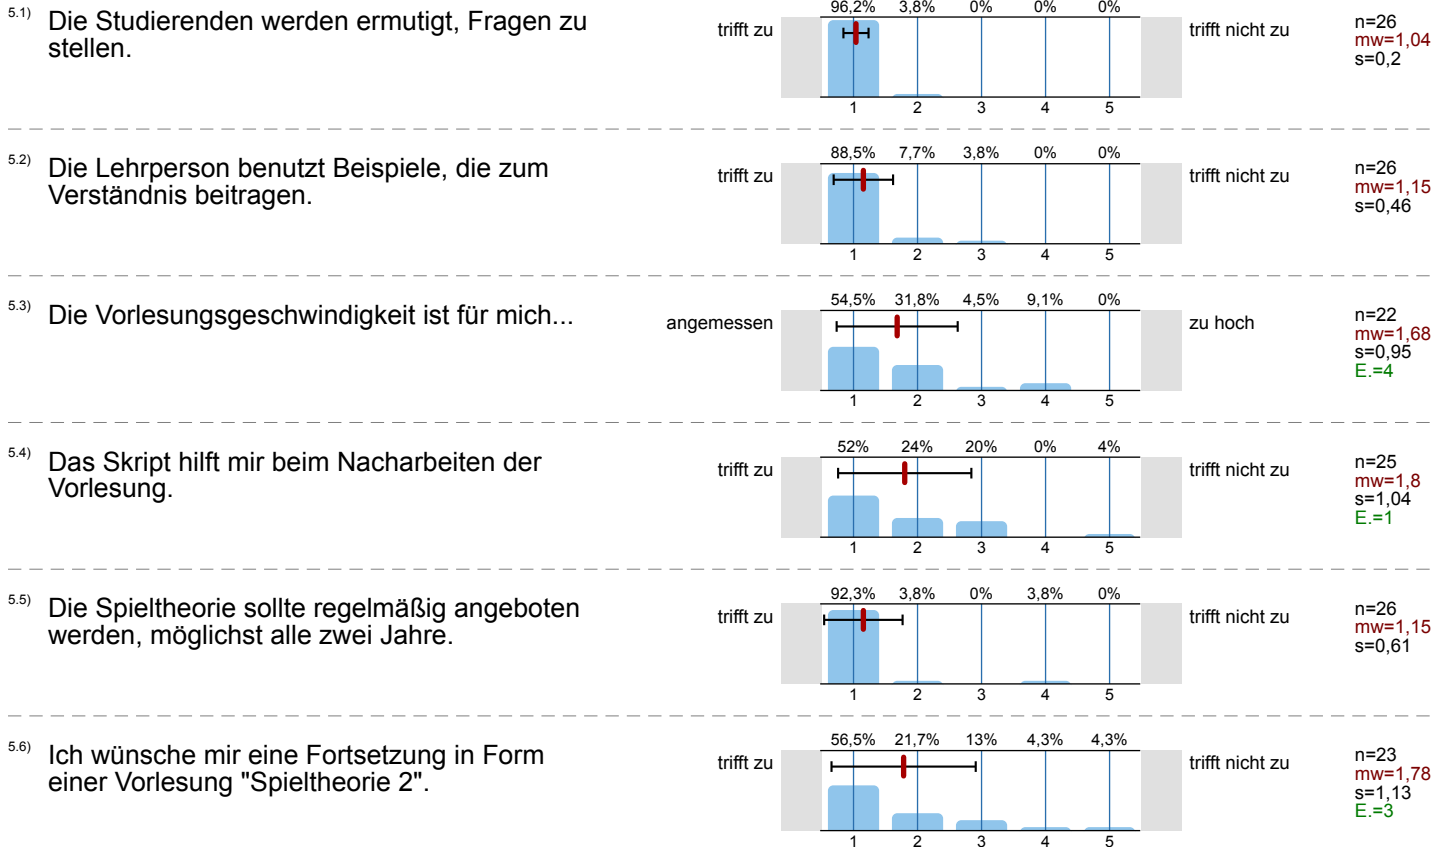 5.1) Die Studierenden werden ermutigt, Fragen zu
stellen.
trifft zu
96,2% 3,8% 0% 0% 0%
1 2 3 4 5
trifft nicht zu
n=26
mw=1,04
s=0,2
5.2) Die Lehrperson benutzt Beispiele, die zum
Verständnis beitragen.
trifft zu
88,5% 7,7% 3,8% 0% 0%
1 2 3 4 5
trifft nicht zu
n=26
mw=1,15
s=0,46
5.3) Die Vorlesungsgeschwindigkeit ist für mich...
angemessen
54,5% 31,8% 4,5% 9,1% 0%
1 2 3 4 5
zu hoch
n=22
mw=1,68
s=0,95
E.=4
5.4) Das Skript hilft mir beim Nacharbeiten der
Vorlesung.
trifft zu
52% 24% 20% 0% 4%
1 2 3 4 5
trifft nicht zu
n=25
mw=1,8
s=1,04
E.=1
5.5) Die Spieltheorie sollte regelmäßig angeboten
werden, möglichst alle zwei Jahre.
trifft zu
92,3% 3,8% 0% 3,8% 0%
1 2 3 4 5
trifft nicht zu
n=26
mw=1,15
s=0,61
5.6) Ich wünsche mir eine Fortsetzung in Form
einer Vorlesung "Spieltheorie 2".
trifft zu
56,5% 21,7% 13% 4,3% 4,3%
1 2 3 4 5
trifft nicht zu
n=23
mw=1,78
s=1,13
E.=3